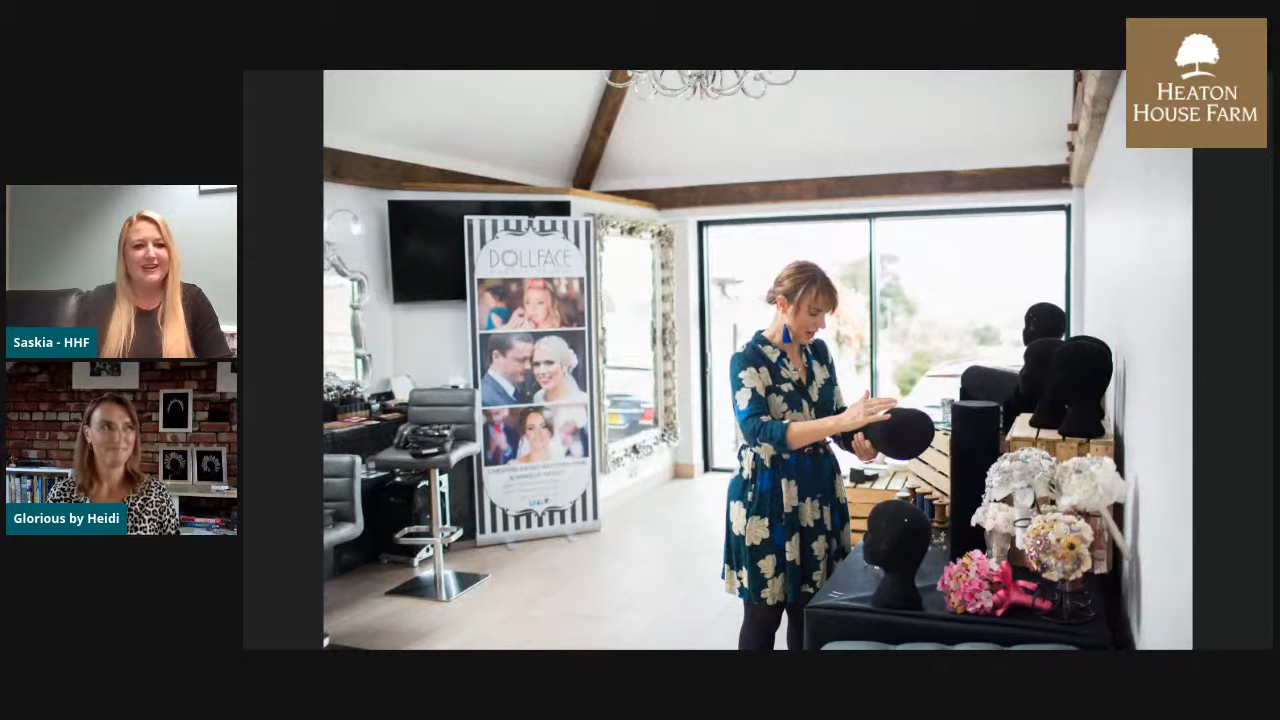 HEATON
HOUSE FARM
DOLLFACE
Saskia - HHF
Glorious by Heidi